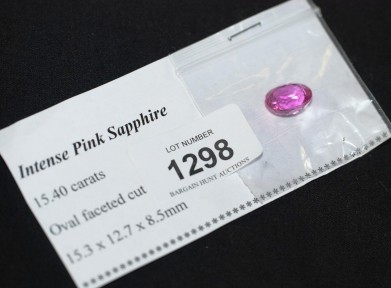 Intense Pink Sapphire
15.40 carats
Oval faceted cut
15.3 x 12.7 x 8.5mm
LOT NUMBER
1298
BARGAIN HUNT AUCTIONS